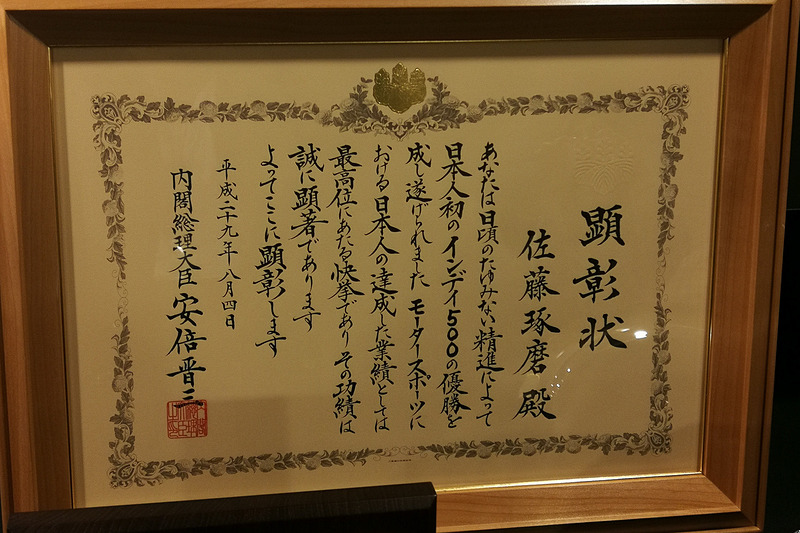 顕彰状
佐藤琢磨殿
あなたは日頃のたゆみない精進によって
日本人初のインディ500の優勝を
成し遂げられました モータースポーツに
おける日本人の達成した業績としては
最高位にあたる快挙であり その功績は
誠に顕著であります
よってここに顕彰します
平成二十九年八月四日
内閣総理大臣 安倍晋三